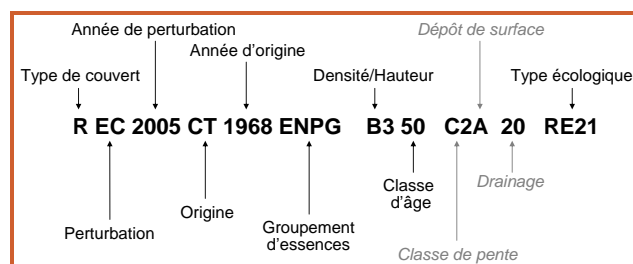 Année de perturbation
Dépôt de surface
Année d'origine
Type de couvert
Densité/Hauteur
Type écologique
R EC 2005 CT 1968 ENPG B3 50 C2A 20 RE21
Classe
d'âge
Drainage
Origine
Groupement
d'essences
Perturbation
Classe de pente